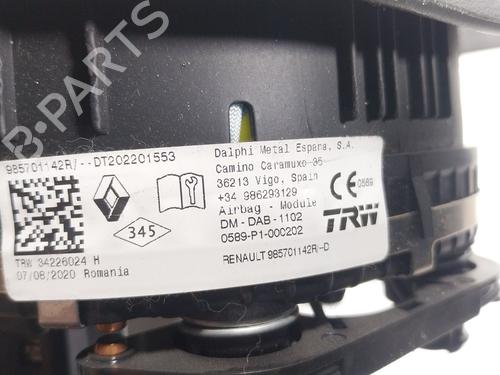 985701142R/--DT202201553
345
TRW 34226024 H
07/08/2020 Romania
Dalphi Metal Espana, S.A.
Camino Caramuxo 35
36213 Vigo, Spain
+34 986293129
Airbag - Module
DM - DAB - 1102
0589-P1-000202
RENAULT 985701142R/-D
CE 0589
TRW
B-PARTS